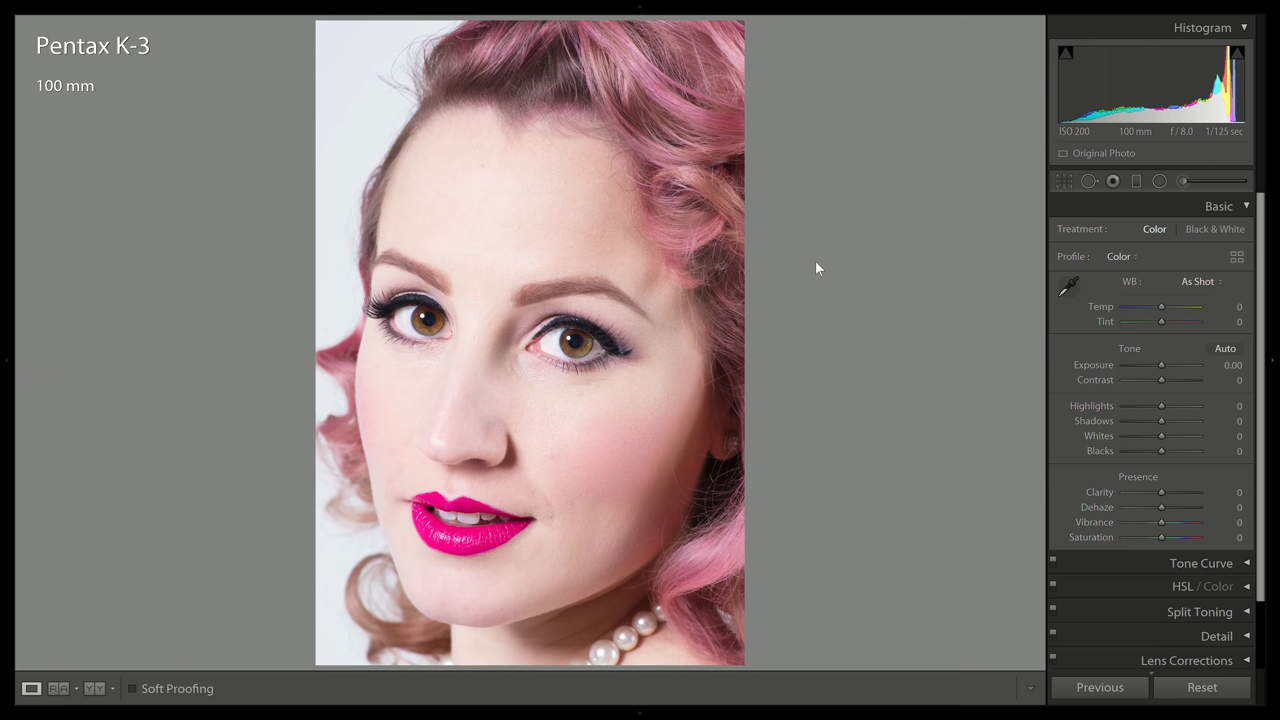 Pentax K-3
100 mm
Histogram
ISO 200 100 mm f / 8.0 1/125 sec
Original Photo
Basic
Treatment : Color Black & White
Profile : Color
WB : As Shot
Temp 0
Tint 0
Tone Auto
Exposure 0.00
Contrast 0
Highlights 0
Shadows 0
Whites 0
Blacks 0
Presence
Clarity 0
Dehaze 0
Vibrance 0
Saturation 0
Tone Curve
HSL / Color
Split Toning
Detail
Lens Corrections
Previous Reset
R A Y Y Soft Proofing